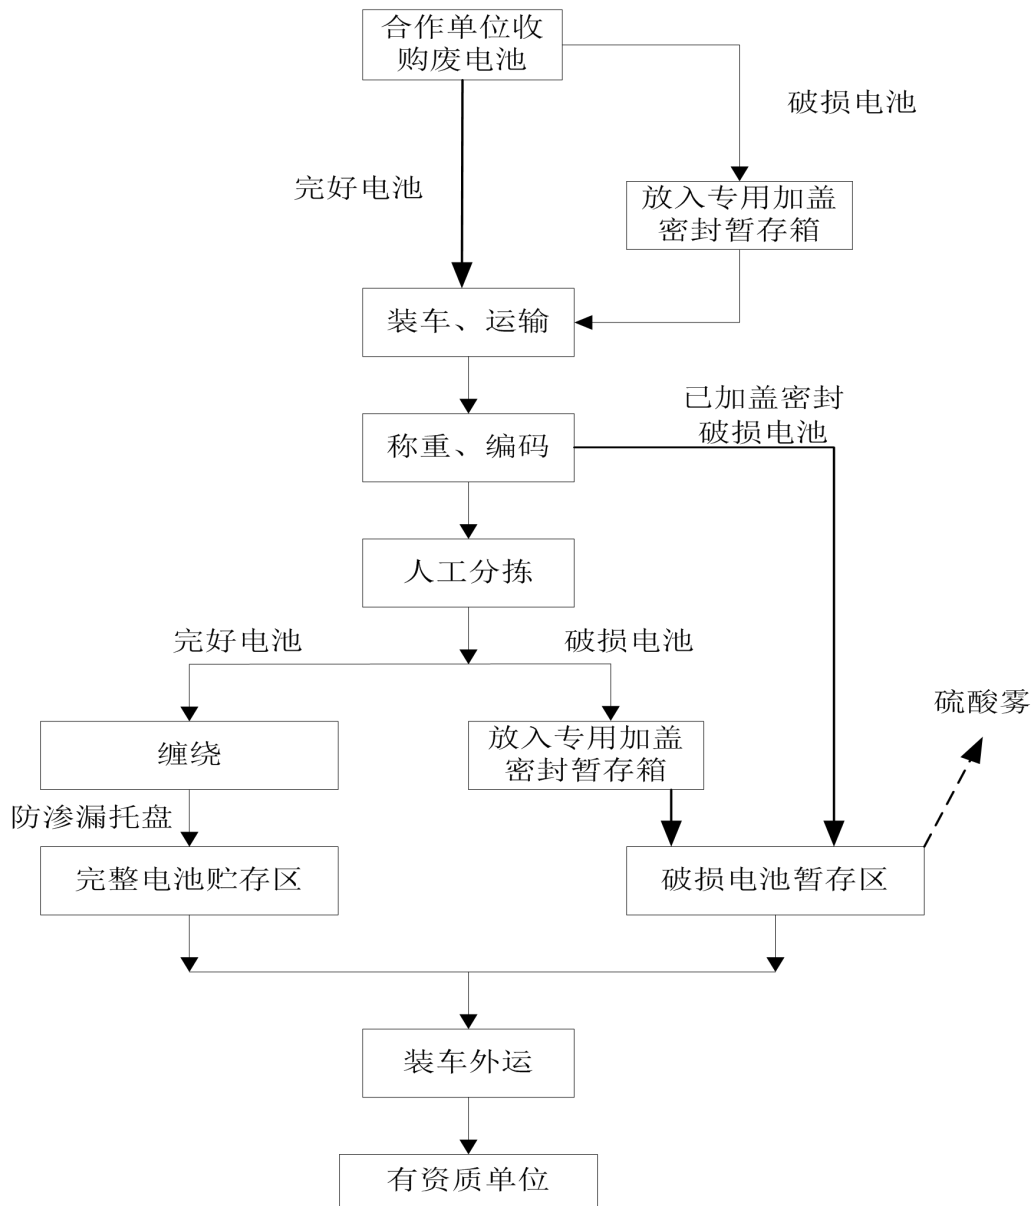 合作单位收
购废电池
破损电池
完好电池
放入专用加盖
密封暂存箱
装车、运输
已加盖密封
破损电池
称重、编码
人工分拣
完好电池
破损电池
硫酸雾
缠绕
放入专用加盖
密封暂存箱
防渗漏托盘
完整电池贮存区
破损电池暂存区
装车外运
有资质单位